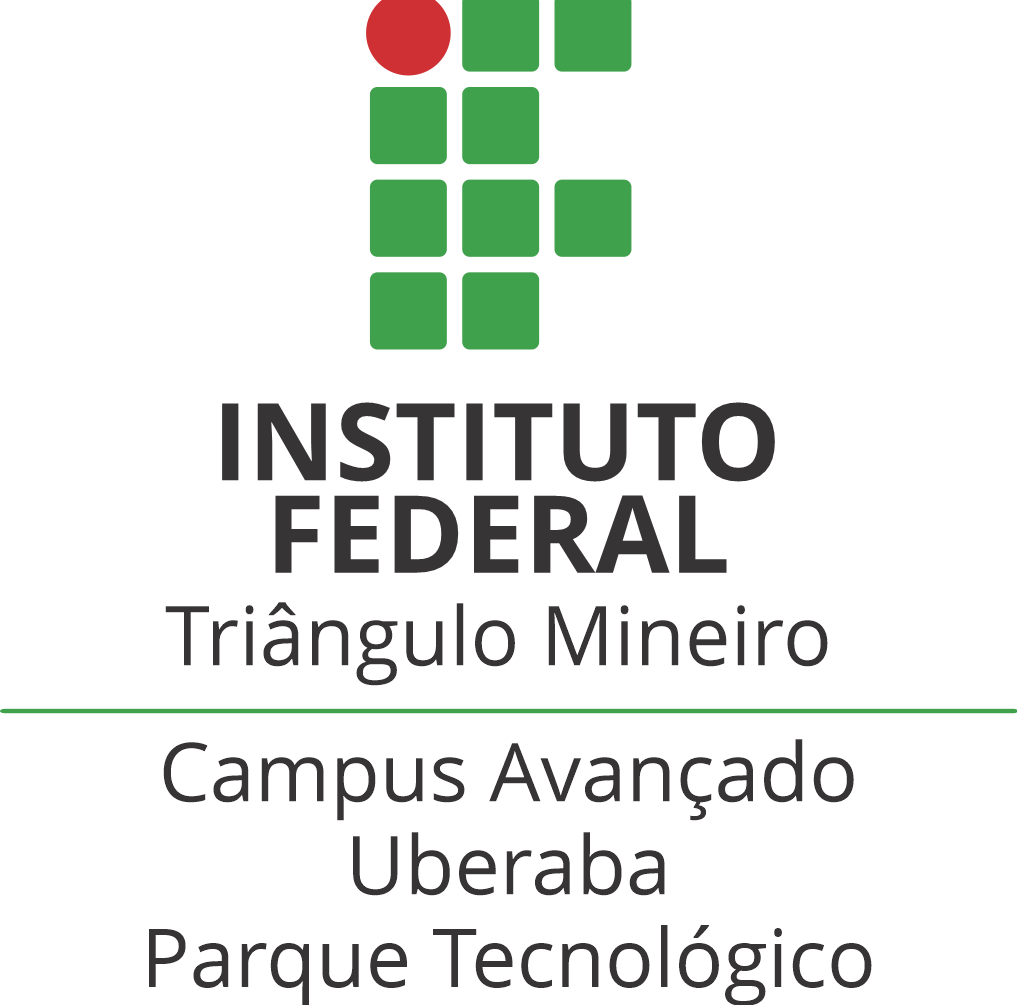 INSTITUTO
FEDERAL
Triângulo Mineiro
Campus Avançado
Uberaba
Parque Tecnológico